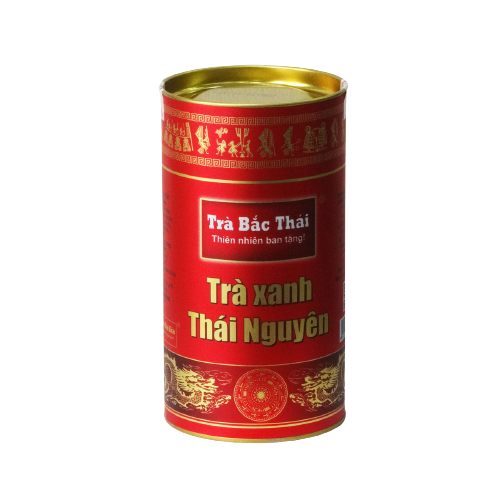 Trà Bắc Thái
Thiên nhiên ban tặng!
Trà xanh
Thái Nguyên